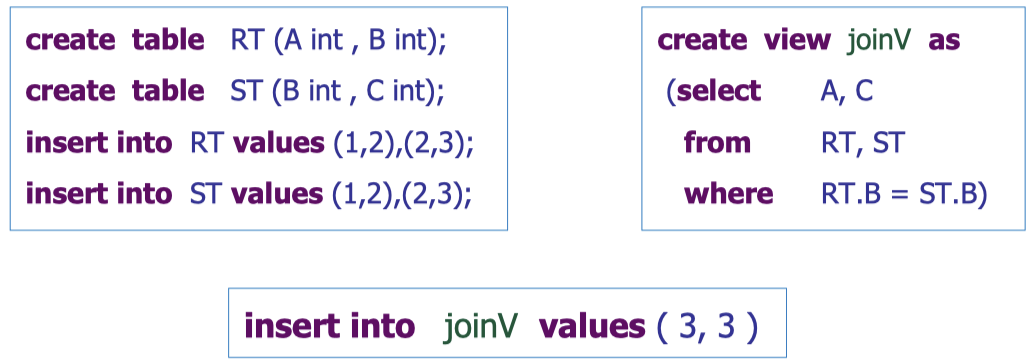 create table RT (A int , B int);
create table ST (B int , C int);
insert into RT values (1,2),(2,3);
insert into ST values (1,2),(2,3);
create view joinV as
(select A, C
from RT, ST
where RT.B = ST.B)
insert into joinV values ( 3, 3 )